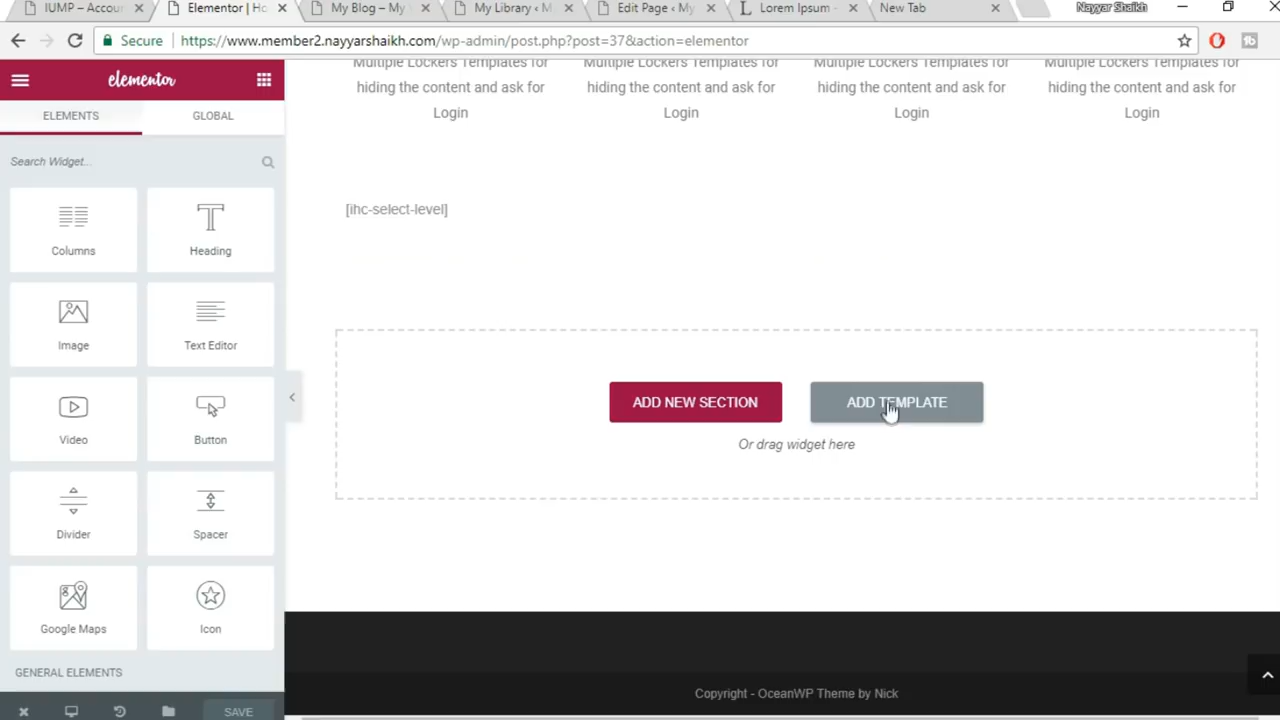 IUMP – Accoun
Elementor | Ho
My Blog – My
My Library ‹ M
Edit Page ‹ My
Lorem Ipsum -
New Tab
Nayyar Shaikh
Secure
https://www.member2.nayyarshaikh.com/wp-admin/post.php?post=37&action=elementor
elementor
ELEMENTS
GLOBAL
Search Widget...
Columns
Heading
Image
Text Editor
Video
Button
Divider
Spacer
Google Maps
Icon
GENERAL ELEMENTS
SAVE
Multiple Lockers Templates for
hiding the content and ask for
Login
Multiple Lockers Templates for
hiding the content and ask for
Login
Multiple Lockers Templates for
hiding the content and ask for
Login
Multiple Lockers Templates for
hiding the content and ask for
Login
[ihc-select-level]
ADD NEW SECTION
ADD TEMPLATE
Or drag widget here
Copyright - OceanWP Theme by Nick